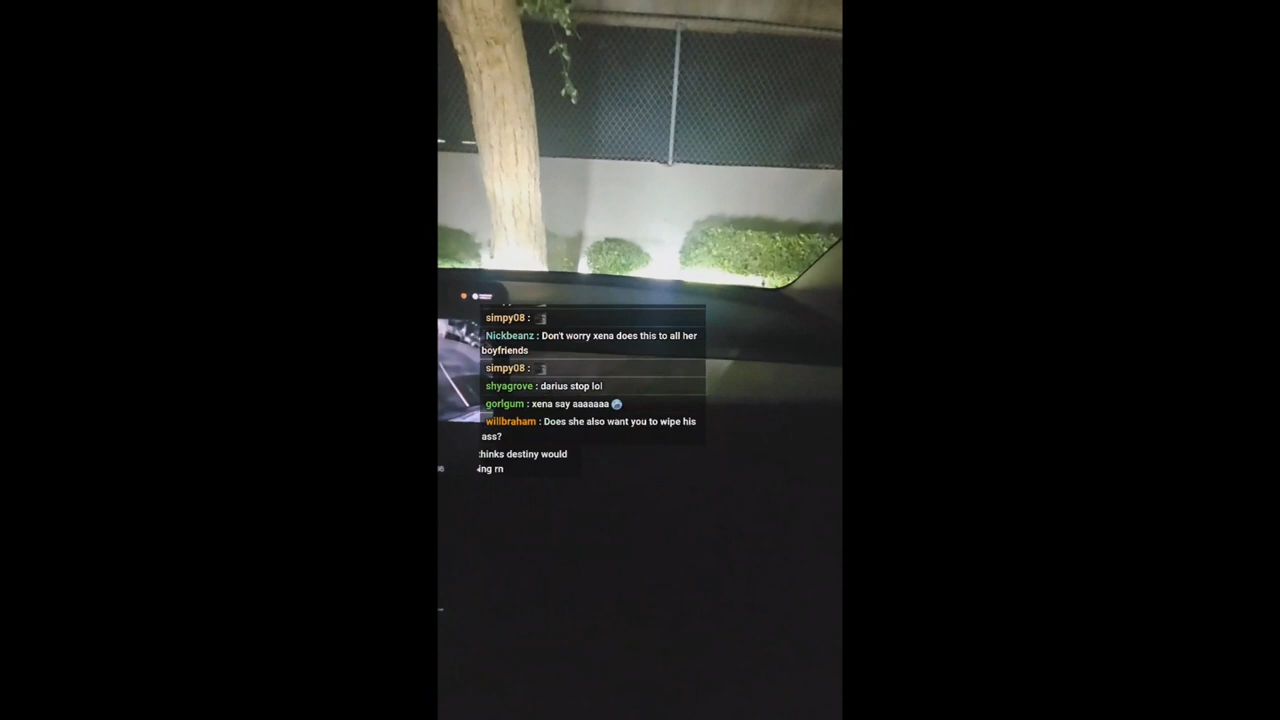 simpy08 :
Nickbeanz : Don't worry xena does this to all her
boyfriends
simpy08 :
shyagrove : darius stop lol
gorlgum : xena say aaaaaaa
willbraham : Does she also want you to wipe his
ass?
thinks destiny would
ing rn